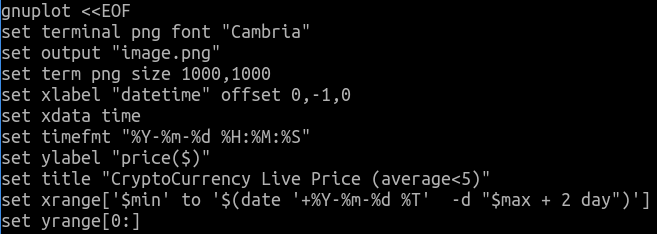 gnuplot <<EOF
set terminal png font "Cambria"
set output "image.png"
set term png size 1000,1000
set xlabel "datetime" offset 0,-1,0
set xdata time
set timefmt "%Y-%m-%d %H:%M:%S"
set ylabel "price($)"
set title "CryptoCurrency Live Price (average<5)"
set xrange['$min' to '$(date '+%Y-%m-%d %T'  -d "$max + 2 day")']
set yrange[0:]